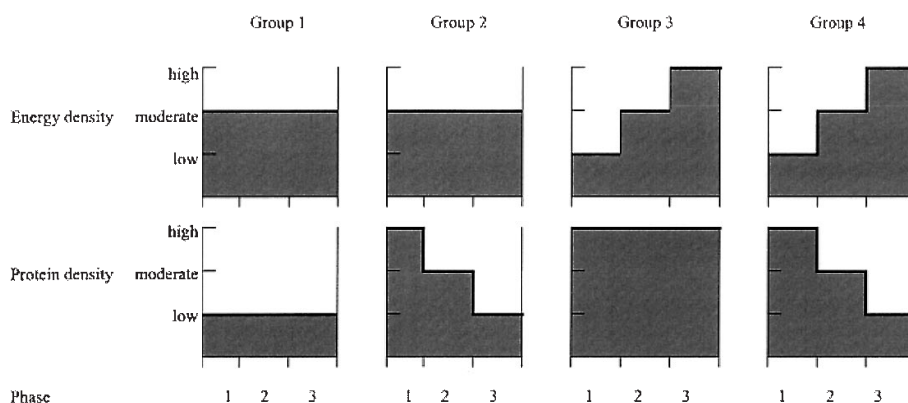 Group 1 Group 2 Group 3 Group 4
high
Energy density moderate
low
high
Protein density moderate
low
Phase 1 2 3 1 2 3 1 2 3 1 2 3